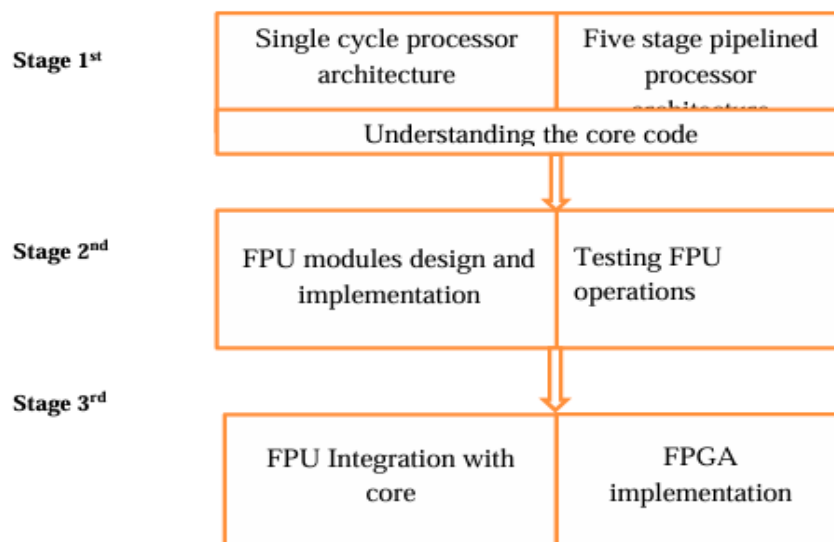 Stage 1st
Single cycle processor
architecture
Five stage pipelined
processor
architecture
Understanding the core code
Stage 2nd
FPU modules design and
implementation
Testing FPU
operations
Stage 3rd
FPU Integration with
core
FPGA
implementation